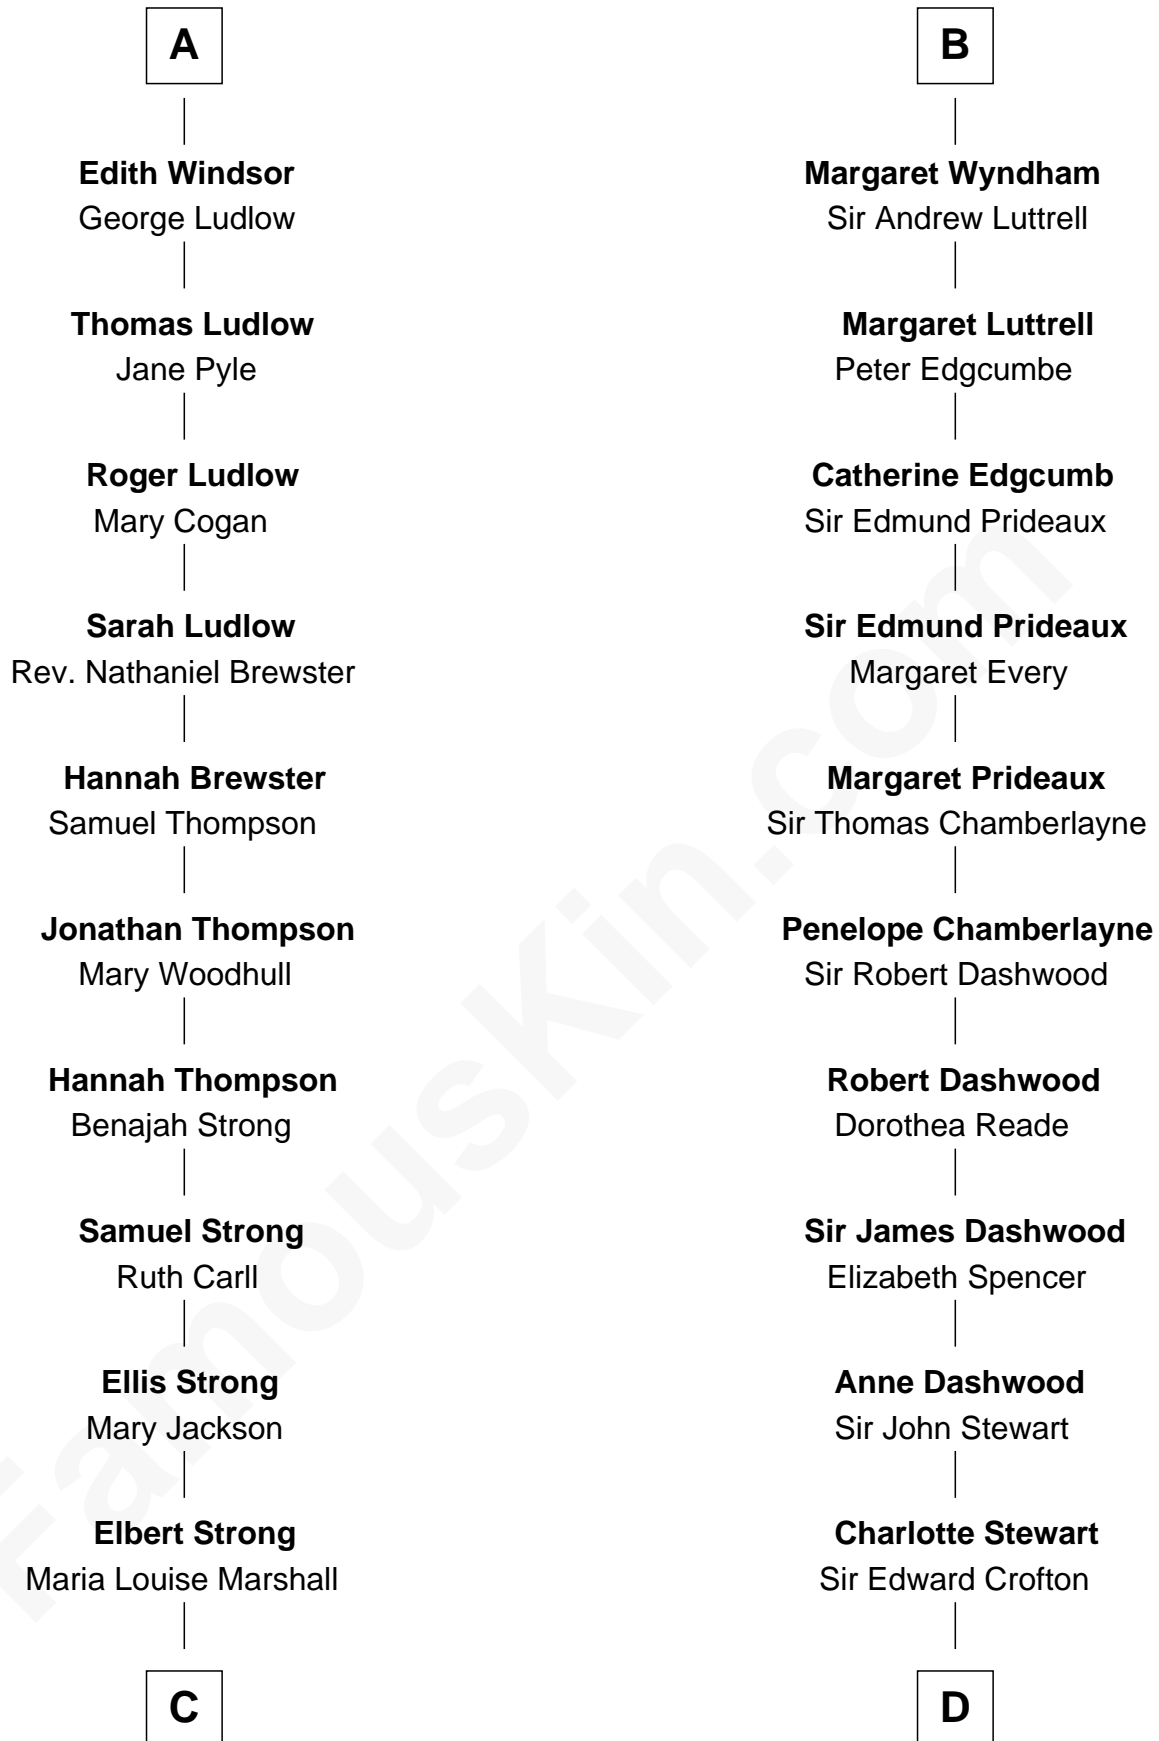 A
Edith Windsor
George Ludlow
Thomas Ludlow
Jane Pyle
Roger Ludlow
Mary Cogan
Sarah Ludlow
Rev. Nathaniel Brewster
Hannah Brewster
Samuel Thompson
Jonathan Thompson
Mary Woodhull
Hannah Thompson
Benajah Strong
Samuel Strong
Ruth Carll
Ellis Strong
Mary Jackson
Elbert Strong
Maria Louise Marshall
C
B
Margaret Wyndham
Sir Andrew Luttrell
Margaret Luttrell
Peter Edgcumbe
Catherine Edgcumb
Sir Edmund Prideaux
Sir Edmund Prideaux
Margaret Every
Margaret Prideaux
Sir Thomas Chamberlayne
Penelope Chamberlayne
Sir Robert Dashwood
Robert Dashwood
Dorothea Reade
Sir James Dashwood
Elizabeth Spencer
Anne Dashwood
Sir John Stewart
Charlotte Stewart
Sir Edward Crofton
D
FamousKin.com